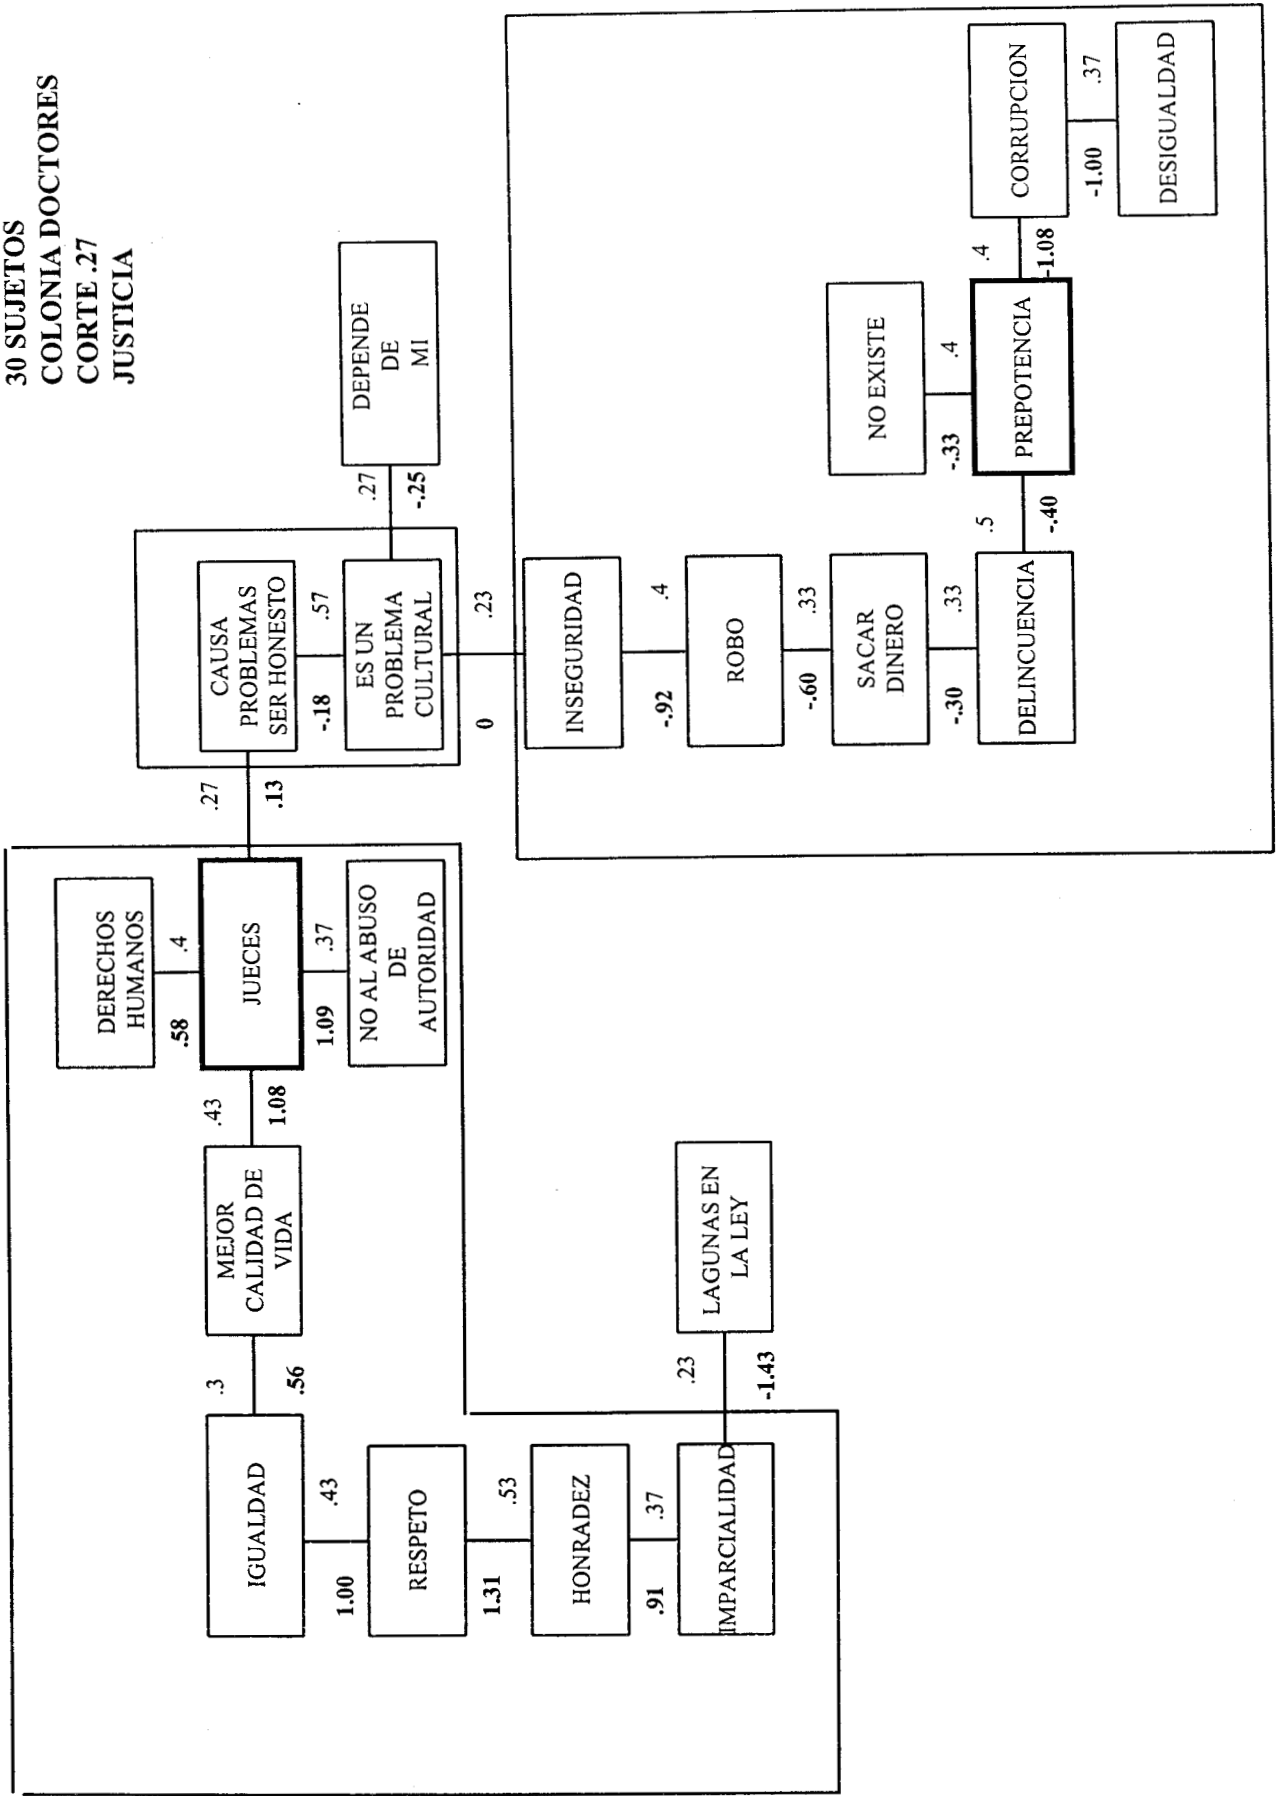 30 SUJETOS
COLONIA DOCTORES
CORTE .27
JUSTICIA
DERECHOS
HUMANOS
.58
.4
IGUALDAD
.3
.56
MEJOR
CALIDAD DE
VIDA
.43
1.08
JUECES
.27
.13
CAUSA
PROBLEMAS
SER HONESTO
1.00
.43
1.09
.37
-.18
.57
RESPETO
NO AL ABUSO
DE
AUTORIDAD
ES UN
PROBLEMA
CULTURAL
.27
-.25
DEPENDE
DE
MI
1.31
.53
0
.23
HONRADEZ
INSEGURIDAD
.91
.37
-.92
.4
IMPARCIALIDAD
.23
-1.43
LAGUNAS EN
LA LEY
ROBO
-.60
.33
SACAR
DINERO
NO EXISTE
-.30
.33
-.33
.4
DELINCUENCIA
.5
-.40
PREPOTENCIA
.4
-1.08
CORRUPCION
-1.00
.37
DESIGUALDAD